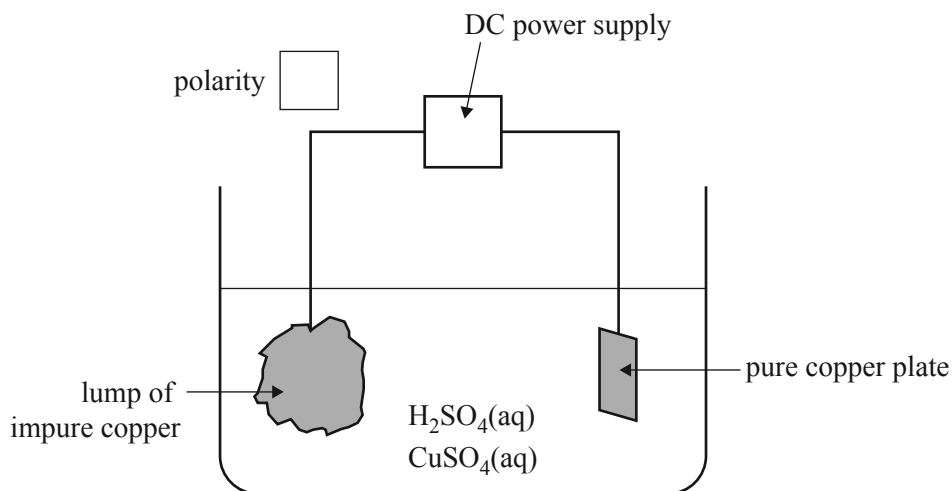 DC power supply
polarity
lump of
impure copper
pure copper plate
H₂SO₄(aq)
CuSO₄(aq)